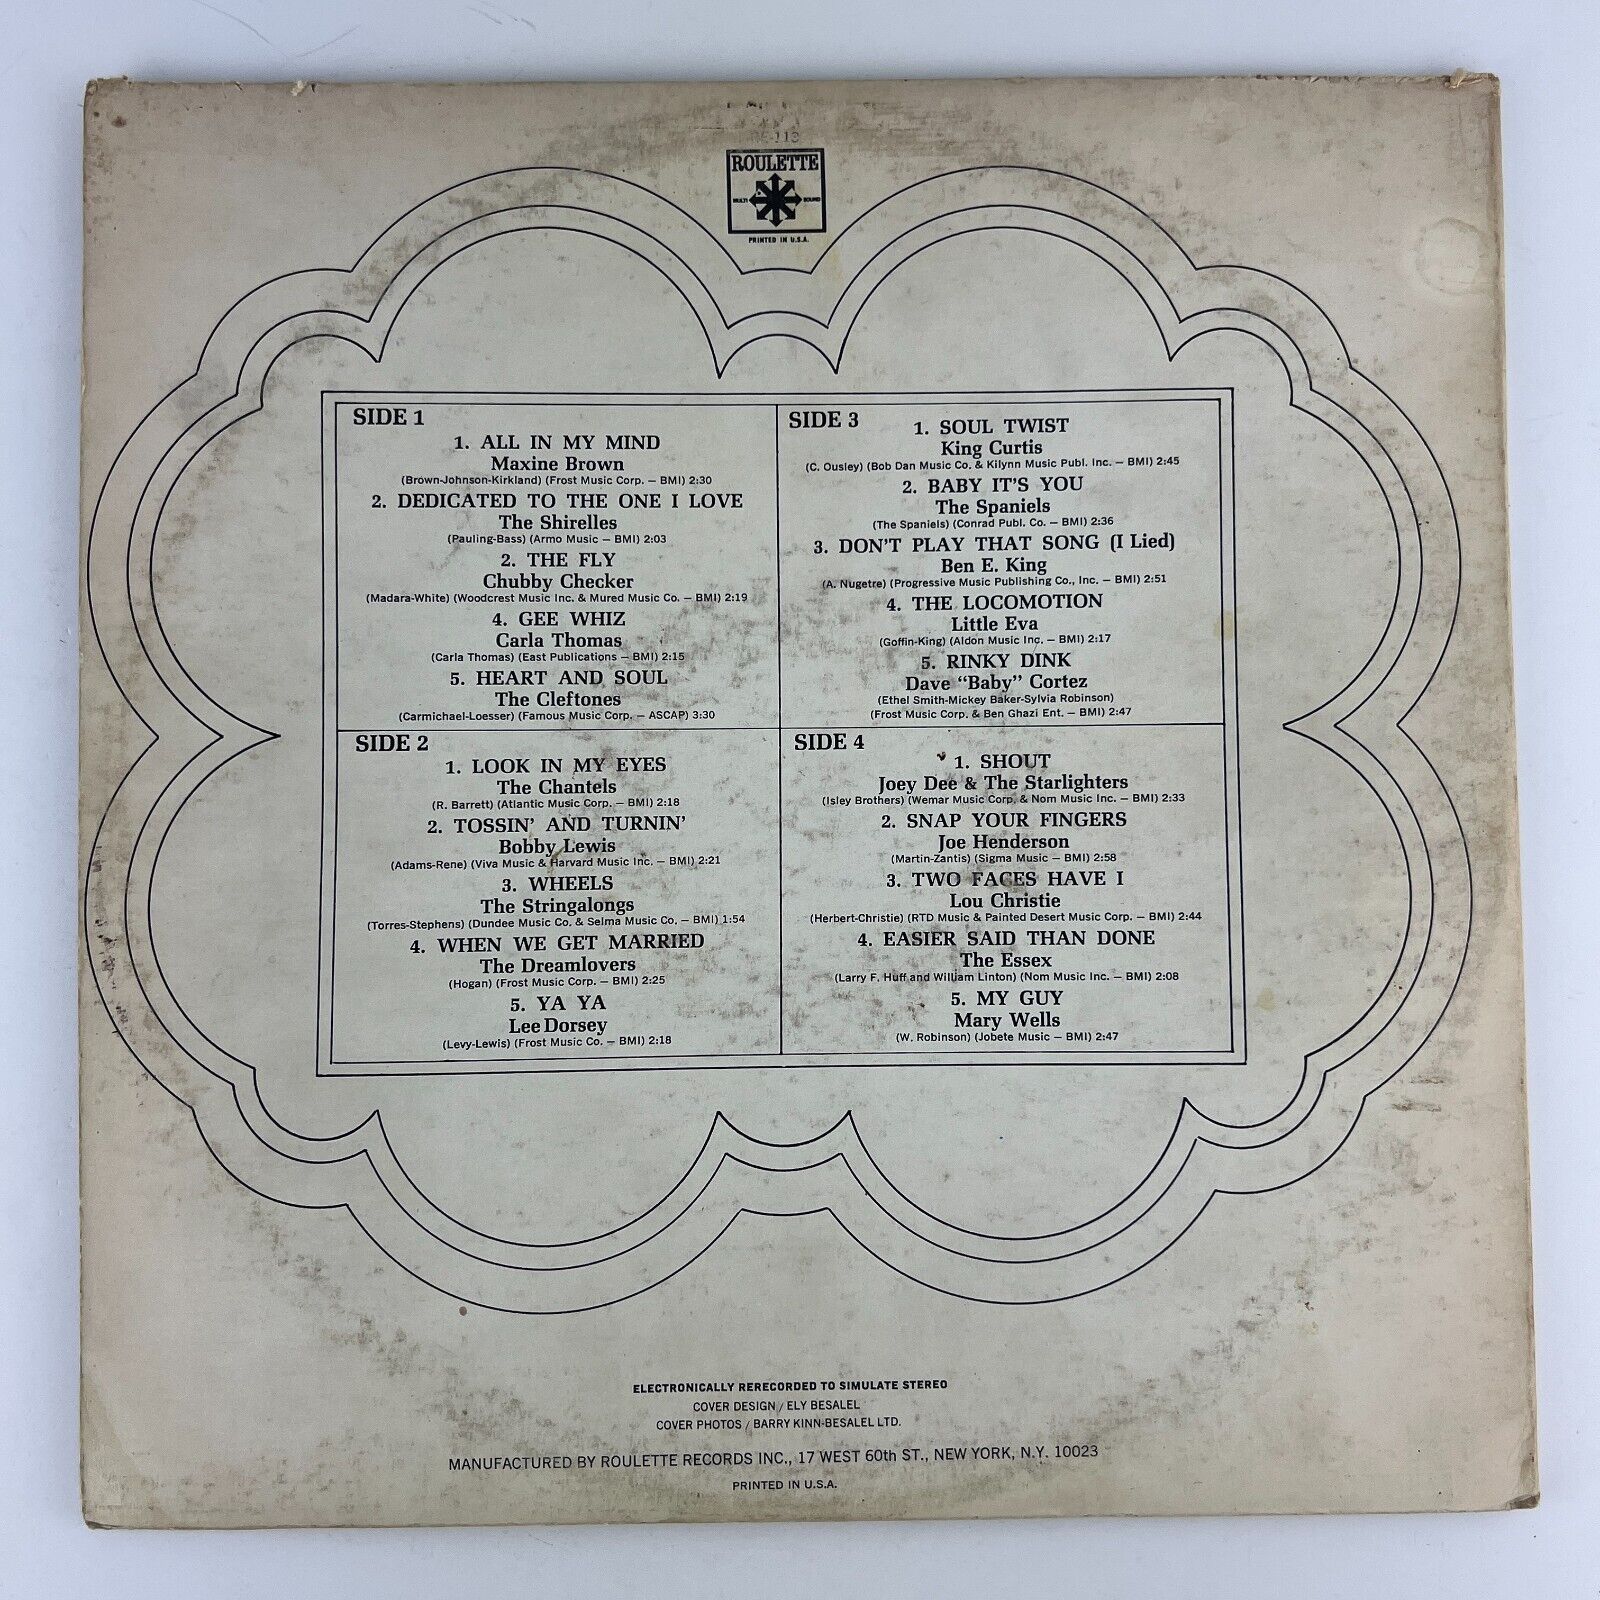 ROULETTE
MULTI SOUND
PRINTED IN U.S.A.
SIDE 1
1. ALL IN MY MIND
Maxine Brown
(Brown-Johnson-Kirkland) (Frost Music Corp. – BMI) 2:30
2. DEDICATED TO THE ONE I LOVE
The Shirelles
(Pauling-Bass) (Armo Music – BMI) 2:03
2. THE FLY
Chubby Checker
(Madara-White) (Woodcrest Music Inc. & Mured Music Co. – BMI) 2:19
4. GEE WHIZ
Carla Thomas
(Carla Thomas) (East Publications – BMI) 2:15
5. HEART AND SOUL
The Cleftones
(Carmichael-Loesser) (Famous Music Corp. – ASCAP) 3:30
SIDE 2
1. LOOK IN MY EYES
The Chantels
(R. Barrett) (Atlantic Music Corp. – BMI) 2:18
2. TOSSIN' AND TURNIN'
Bobby Lewis
(Adams-Rene) (Viva Music & Harvard Music Inc. – BMI) 2:21
3. WHEELS
The Stringalongs
(Torres-Stephens) (Dundee Music Co. & Selma Music Co. – BMI) 1:54
4. WHEN WE GET MARRIED
The Dreamlovers
(Hogan) (Frost Music Corp. – BMI) 2:25
5. YA YA
Lee Dorsey
(Levy-Lewis) (Frost Music Co. – BMI) 2:18
SIDE 3
1. SOUL TWIST
King Curtis
(C. Ousley) (Bob Dan Music Co. & Kilynn Music Publ. Inc. – BMI) 2:45
2. BABY IT'S YOU
The Spaniels
(The Spaniels) (Conrad Publ. Co. – BMI) 2:36
3. DON'T PLAY THAT SONG (I Lied)
Ben E. King
(A. Nugetre) (Progressive Music Publishing Co., Inc. – BMI) 2:51
4. THE LOCOMOTION
Little Eva
(Goffin-King) (Aldon Music Inc. – BMI) 2:17
5. RINKY DINK
Dave "Baby" Cortez
(Ethel Smith-Mickey Baker-Sylvia Robinson)
(Frost Music Corp. & Ben Ghazi Ent. – BMI) 2:47
SIDE 4
1. SHOUT
Joey Dee & The Starlighters
(Isley Brothers) (Wemar Music Corp. & Nom Music Inc. – BMI) 2:33
2. SNAP YOUR FINGERS
Joe Henderson
(Martin-Zantis) (Sigma Music – BMI) 2:58
3. TWO FACES HAVE I
Lou Christie
(Herbert-Christie) (RTD Music & Painted Desert Music Corp. – BMI) 2:44
4. EASIER SAID THAN DONE
The Essex
(Larry F. Huff and William Linton) (Nom Music Inc. – BMI) 2:08
5. MY GUY
Mary Wells
(W. Robinson) (Jobete Music – BMI) 2:47
ELECTRONICALLY RERECORDED TO SIMULATE STEREO
COVER DESIGN / ELY BESALEL
COVER PHOTOS / BARRY KINN-BESALEL LTD.
MANUFACTURED BY ROULETTE RECORDS INC., 17 WEST 60th ST., NEW YORK, N.Y. 10023
PRINTED IN U.S.A.